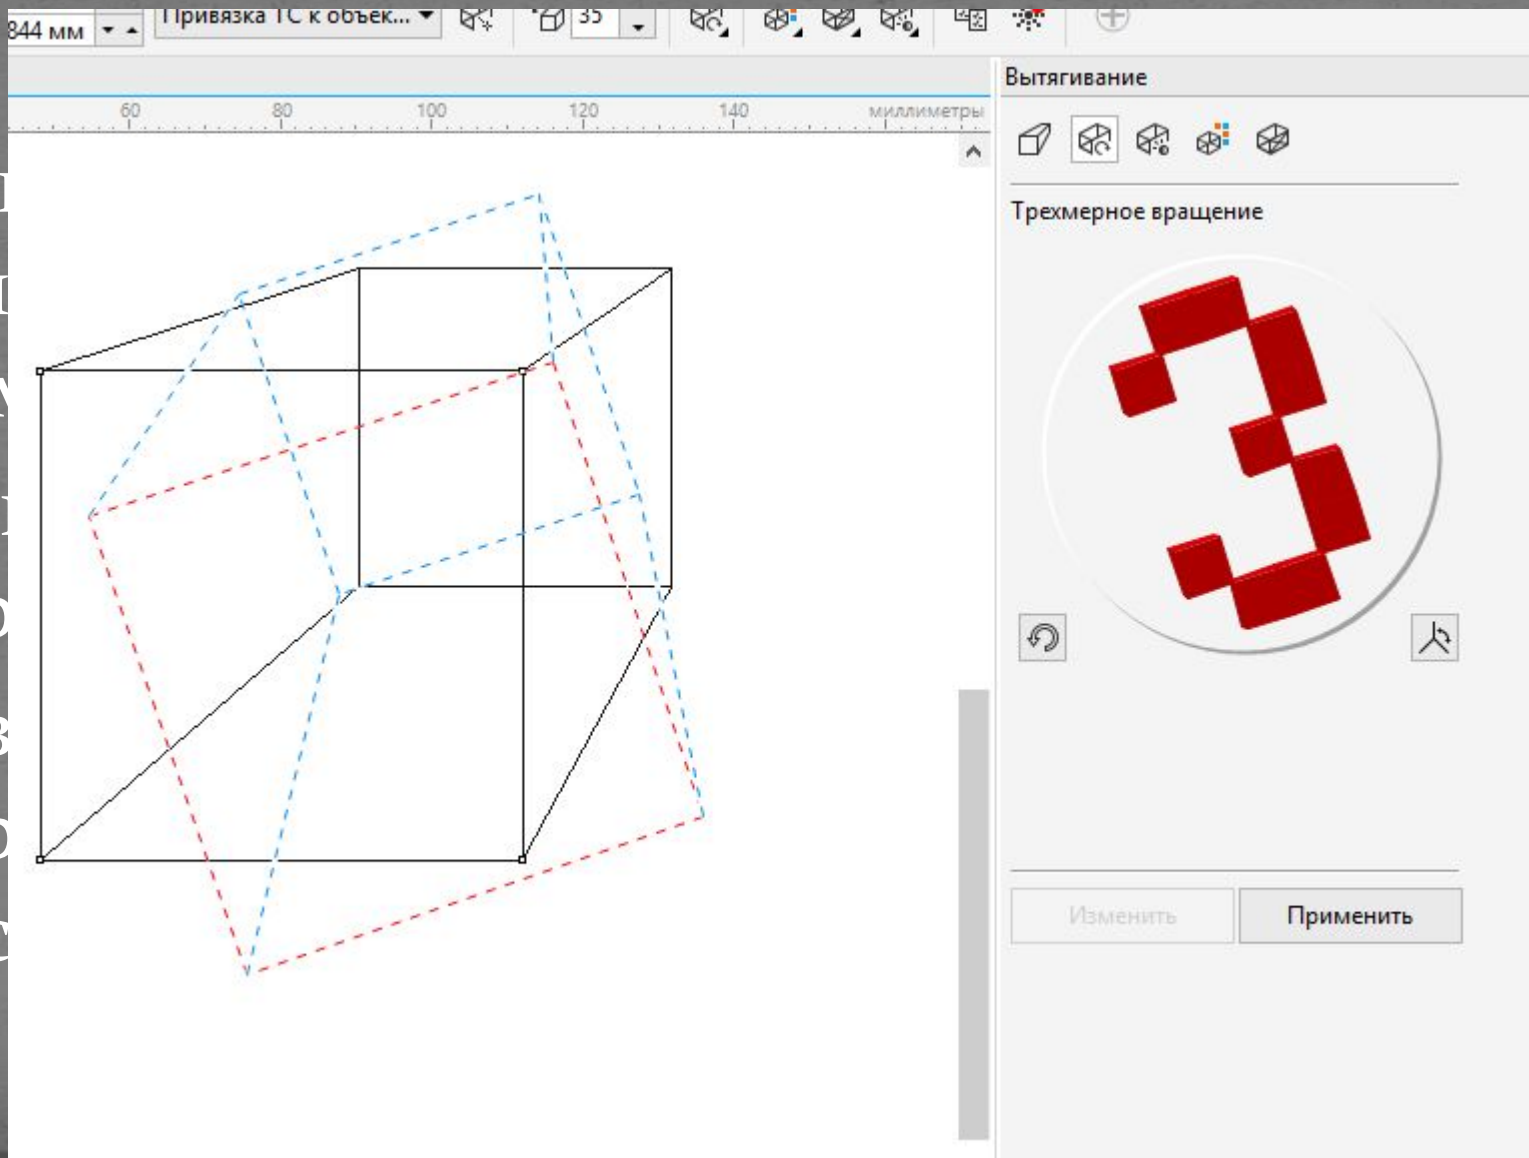 844 мм
Привязка ТС к объек...
35
Вытягивание
60 80 100 120 140 миллиметры
Трехмерное вращение
Изменить
Применить